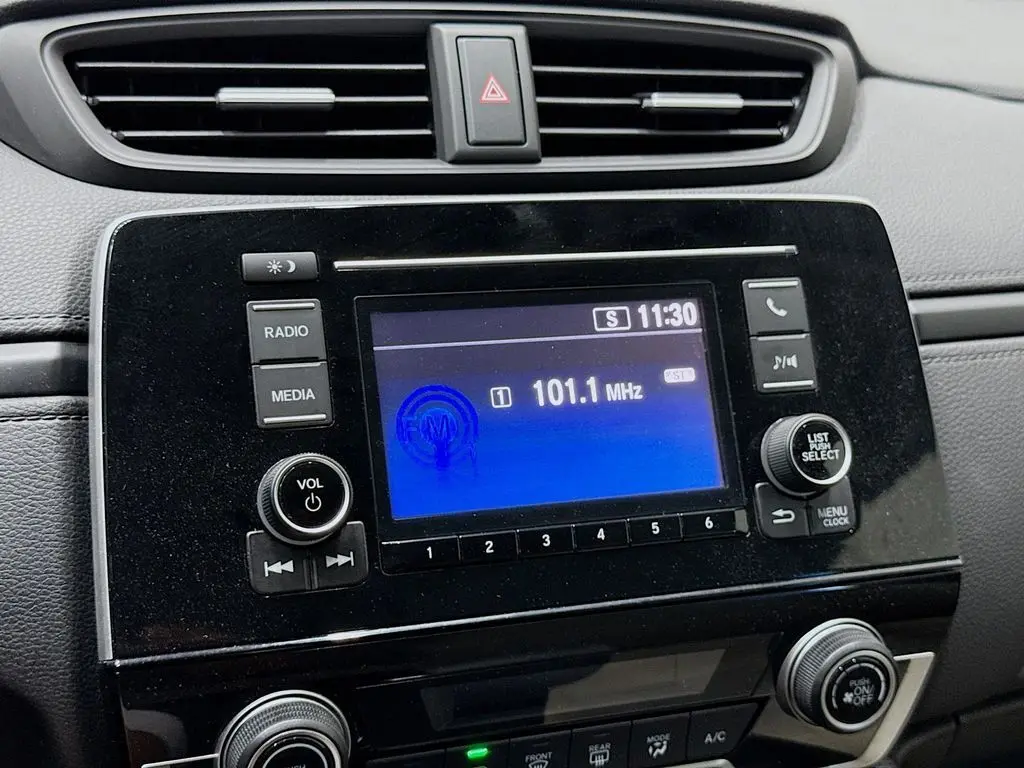 RADIO
MEDIA
VOL
S 11:30
1 101.1 MHz
ST
FM
1 2 3 4 5 6
LIST
PUSH
SELECT
MENU
CLOCK
PUSH
ON/
OFF
FRONT
REAR
MODE
A/C
PUSH